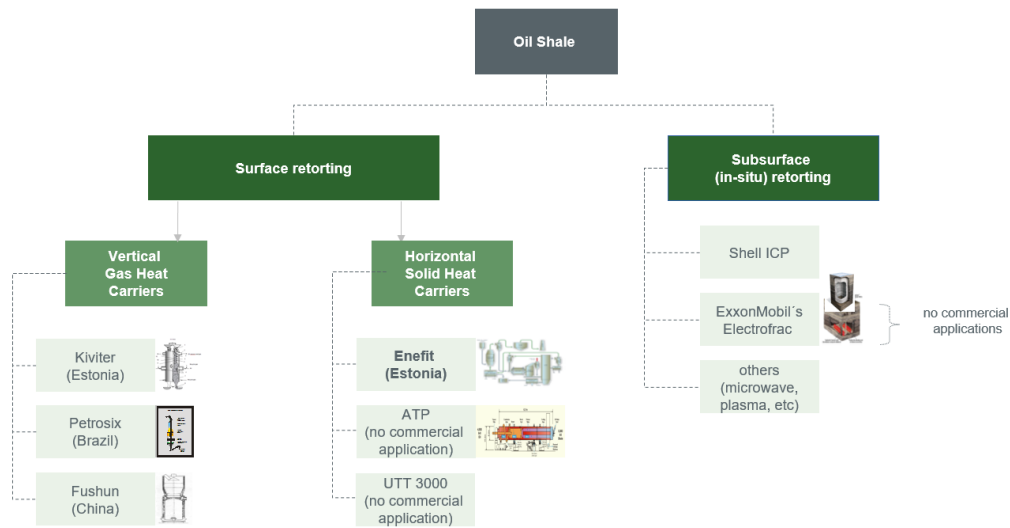 Oil Shale
Surface retorting
Subsurface
(in-situ) retorting
Vertical
Gas Heat
Carriers
Horizontal
Solid Heat
Carriers
Kiviter
(Estonia)
Petrosix
(Brazil)
Fushun
(China)
Enefit
(Estonia)
ATP
(no commercial
application)
UTT 3000
(no commercial
application)
Shell ICP
ExxonMobil´s
Electrofrac
others
(microwave,
plasma, etc)
no commercial
applications